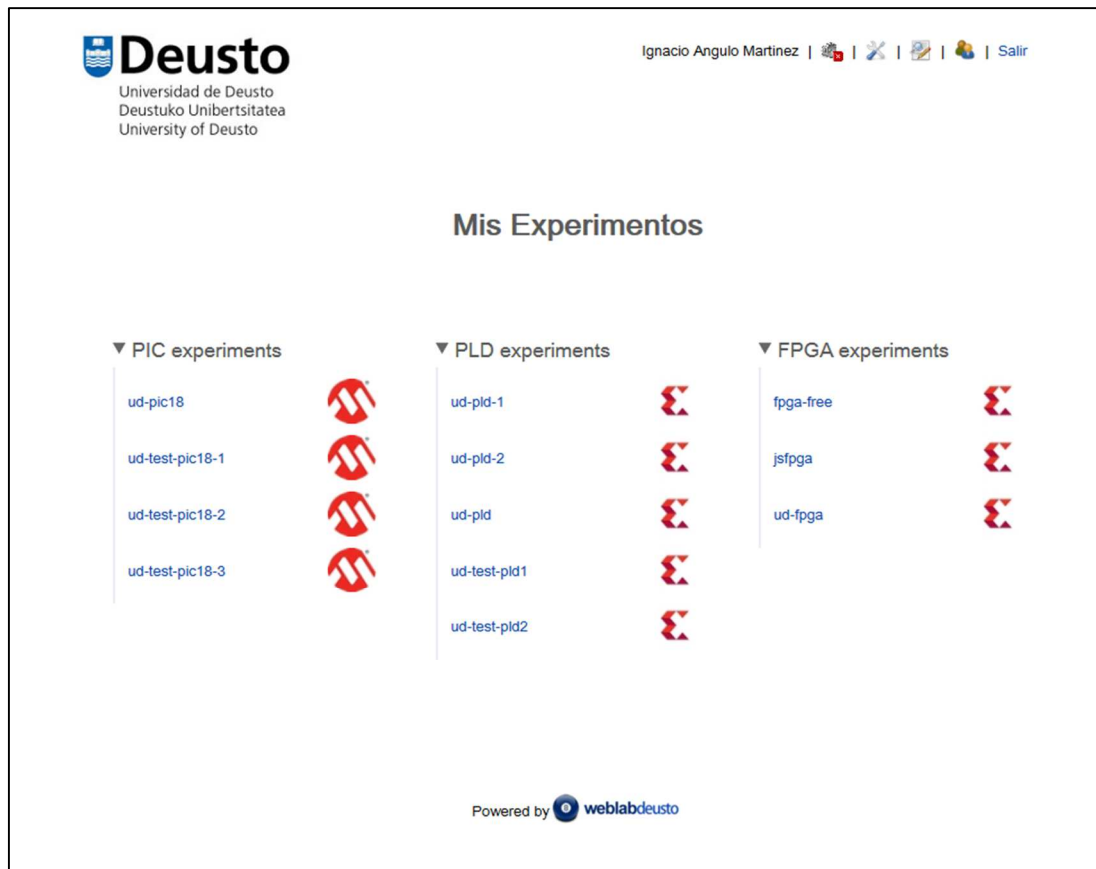 Deusto
Universidad de Deusto
Deustuko Unibertsitatea
University of Deusto
Ignacio Angulo Martinez | | | | | Salir
Mis Experimentos
PIC experiments
ud-pic18
ud-test-pic18-1
ud-test-pic18-2
ud-test-pic18-3
PLD experiments
ud-pld-1
ud-pld-2
ud-pld
ud-test-pld1
ud-test-pld2
FPGA experiments
fpga-free
jsfpga
ud-fpga
Powered by weblabdeusto